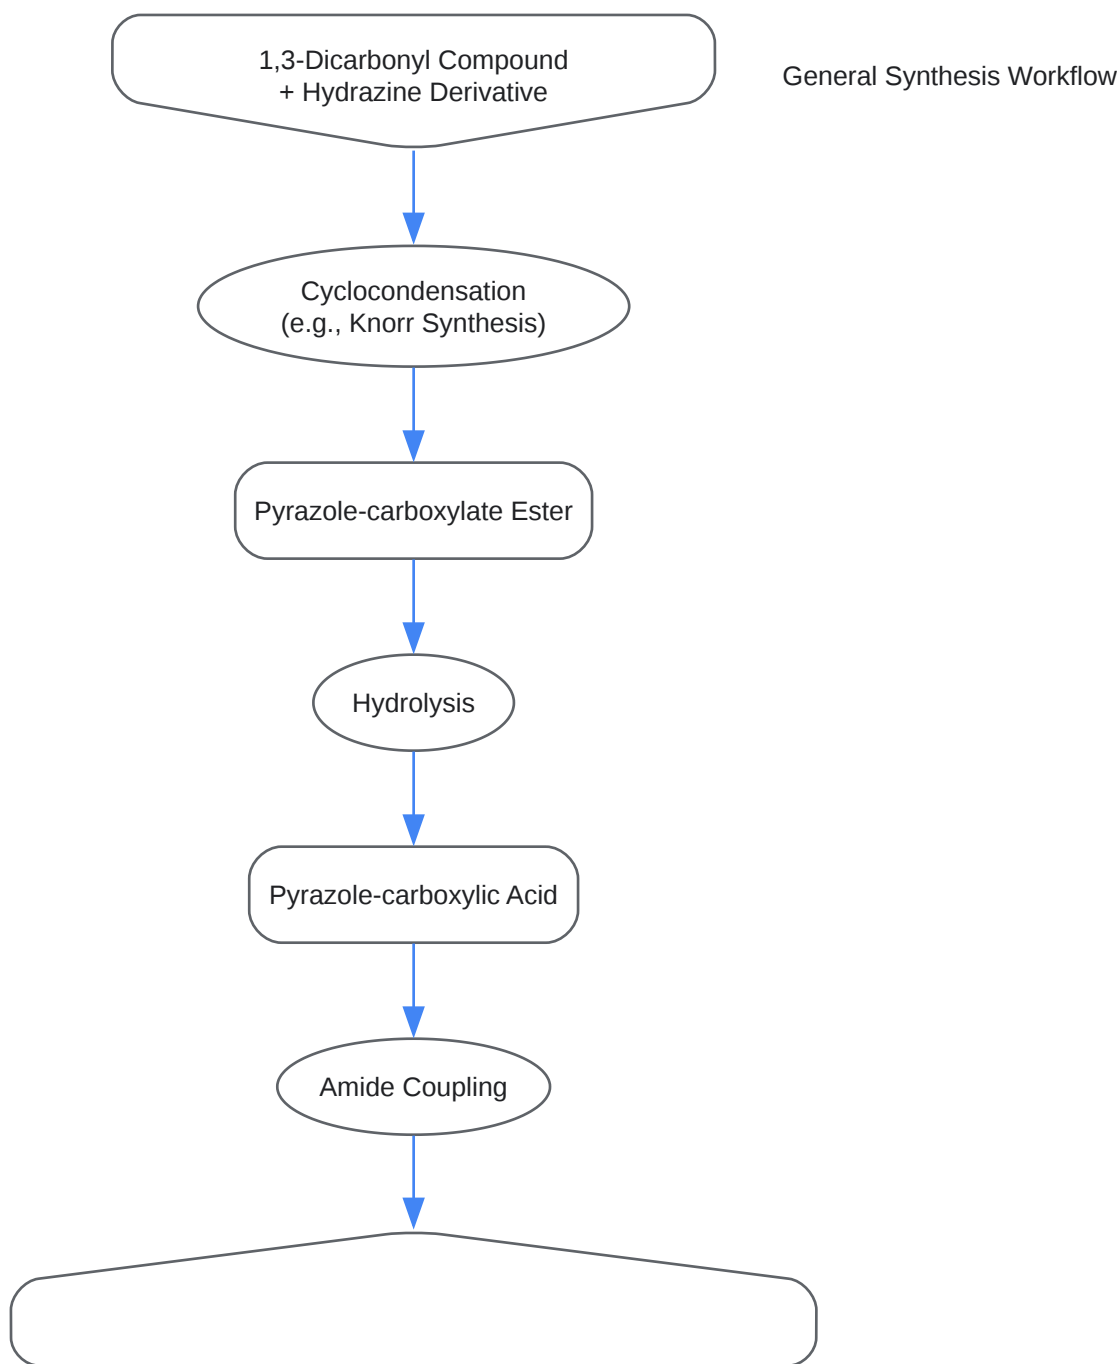 1,3-Dicarbonyl Compound
+ Hydrazine Derivative
General Synthesis Workflow
Cyclocondensation
(e.g., Knorr Synthesis)
Pyrazole-carboxylate Ester
Hydrolysis
Pyrazole-carboxylic Acid
Amide Coupling